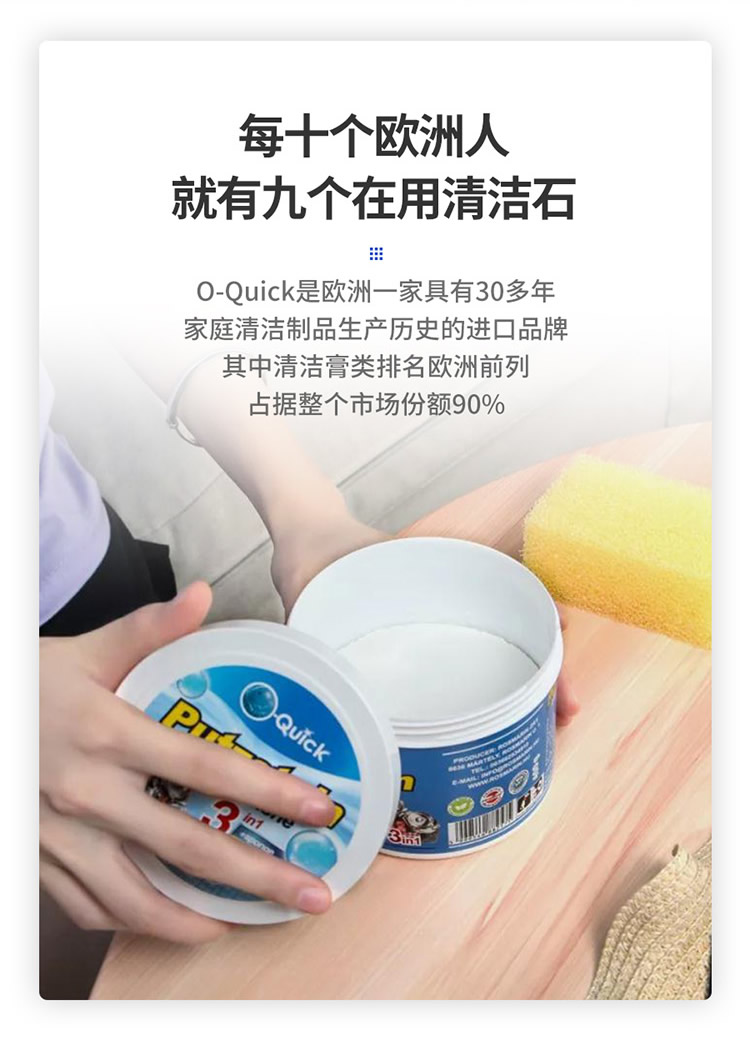 每十个欧洲人
就有九个在用清洁石
O-Quick是欧洲一家具有30多年
家庭清洁制品生产历史的进口品牌
其中清洁膏类排名欧洲前列
占据整个市场份额90%
O-Quick
3
in1
PRODUCER: ROSMARIN
3in1